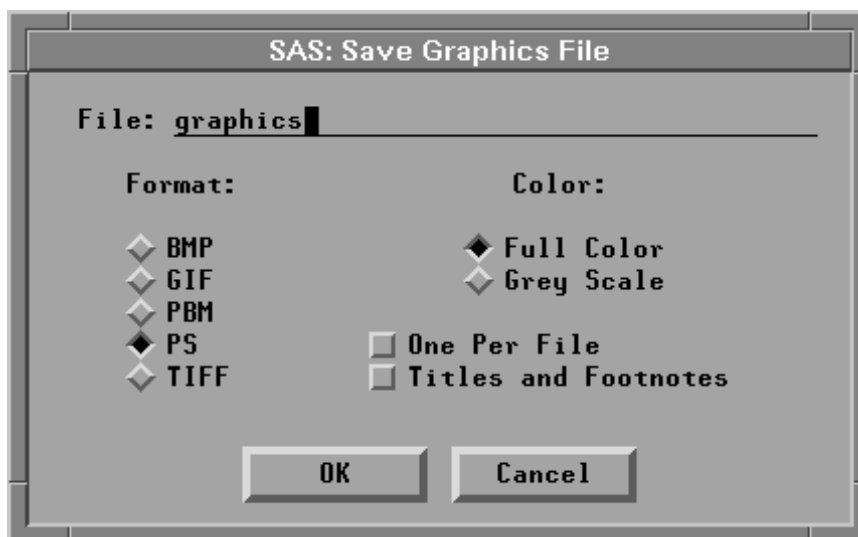 SAS: Save Graphics File
File: graphics
Format:
Color:
BMP
GIF
PBM
PS
TIFF
Full Color
Grey Scale
One Per File
Titles and Footnotes
OK
Cancel